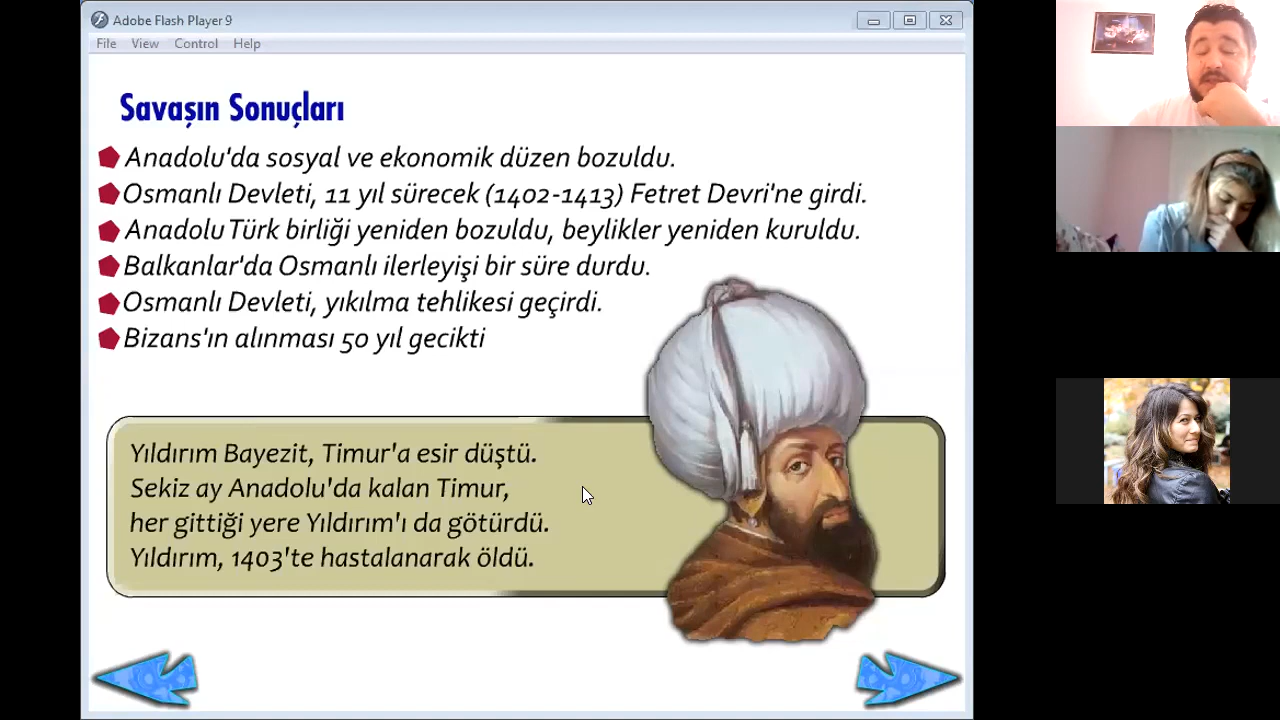 Adobe Flash Player 9
File View Control Help
Savaşın Sonuçları
Anadolu'da sosyal ve ekonomik düzen bozuldu.
Osmanlı Devleti, 11 yıl sürecek (1402-1413) Fetret Devri'ne girdi.
Anadolu Türk birliği yeniden bozuldu, beylikler yeniden kuruldu.
Balkanlar'da Osmanlı ilerleyişi bir süre durdu.
Osmanlı Devleti, yıkılma tehlikesi geçirdi.
Bizans'ın alınması 50 yıl gecikti
Yıldırım Bayezit, Timur'a esir düştü.
Sekiz ay Anadolu'da kalan Timur,
her gittiği yere Yıldırım'ı da götürdü.
Yıldırım, 1403'te hastalanarak öldü.